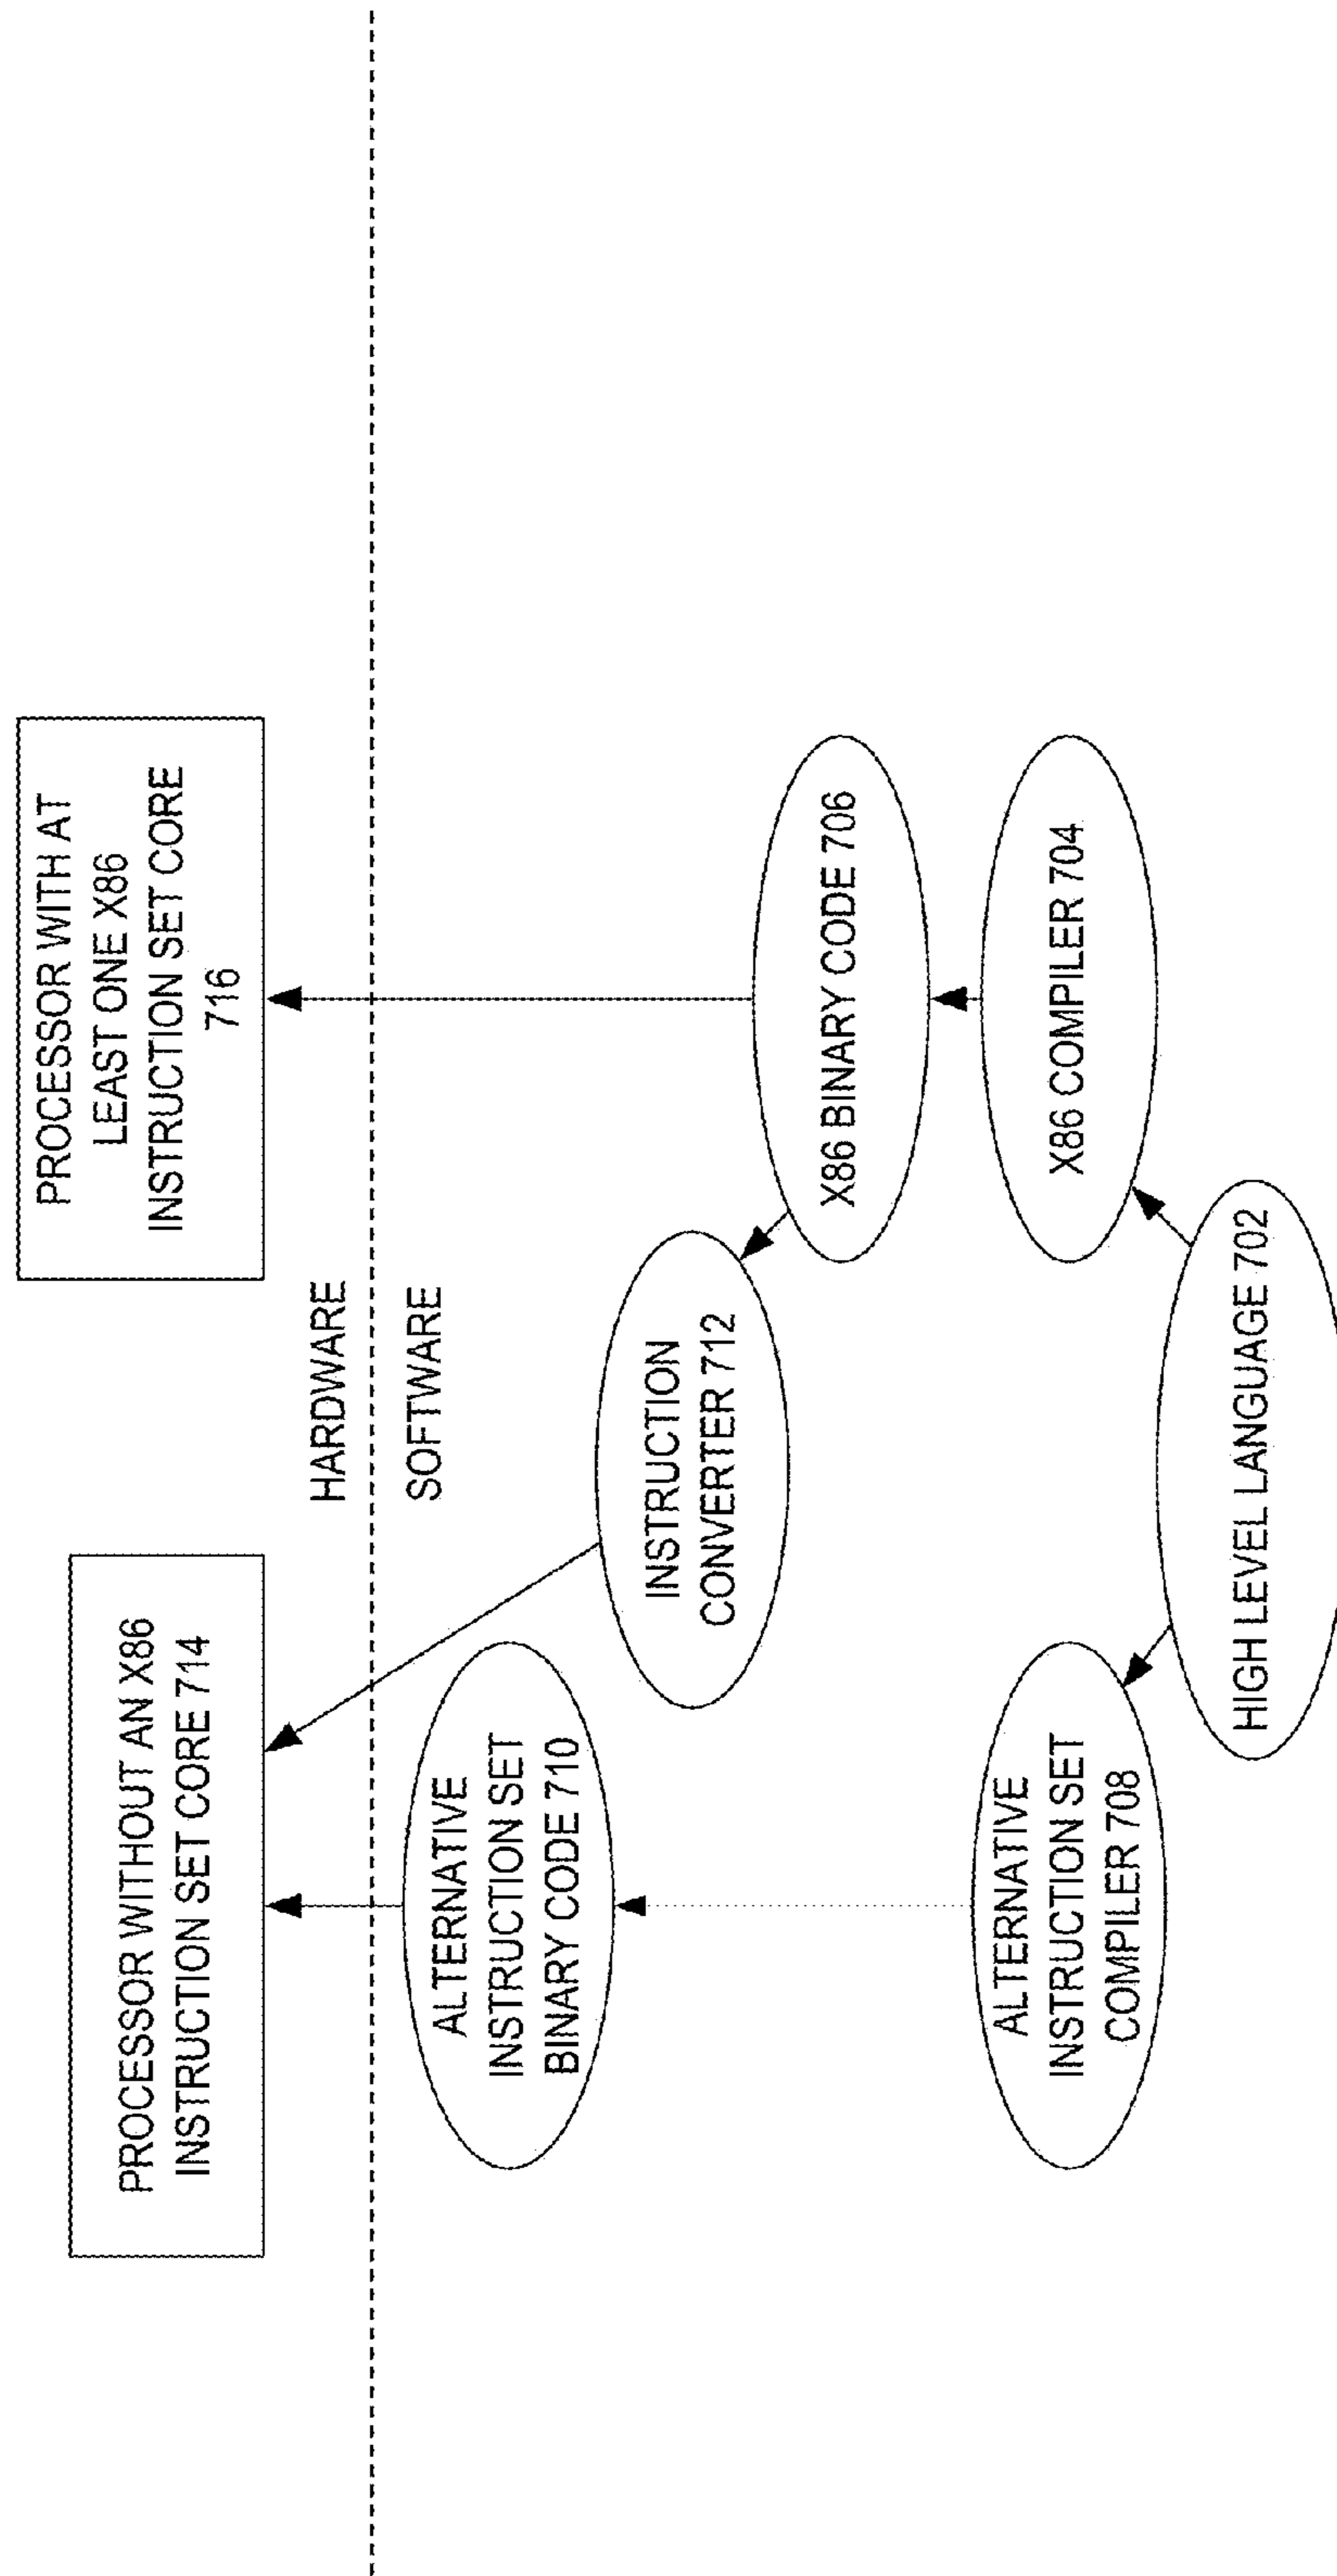 PROCESSOR WITHOUT AN X86
INSTRUCTION SET CORE 714
PROCESSOR WITH AT
LEAST ONE X86
INSTRUCTION SET CORE
716
HARDWARE
SOFTWARE
ALTERNATIVE
INSTRUCTION SET
BINARY CODE 710
INSTRUCTION
CONVERTER 712
X86 BINARY CODE 706
ALTERNATIVE
INSTRUCTION SET
COMPILER 708
X86 COMPILER 704
HIGH LEVEL LANGUAGE 702